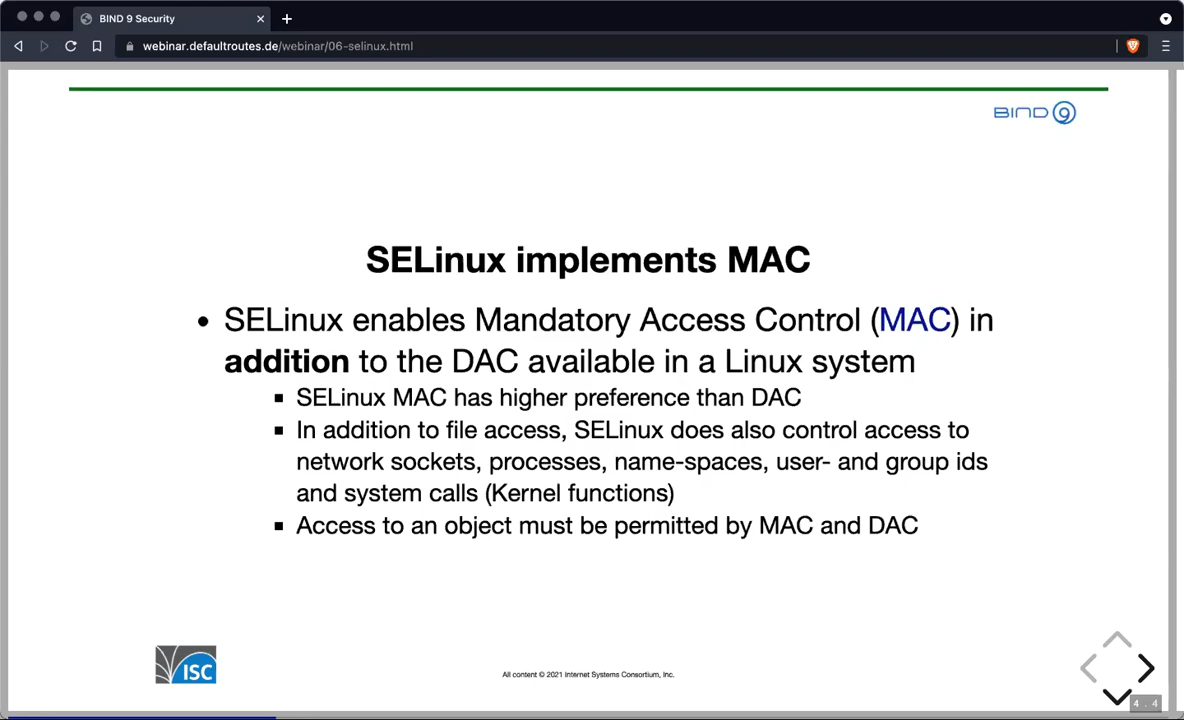 BIND 9 Security
webinar.defaultroutes.de/webinar/06-selinux.html
BIND 9
SELinux implements MAC
• SELinux enables Mandatory Access Control (MAC) in
addition to the DAC available in a Linux system
▪ SELinux MAC has higher preference than DAC
▪ In addition to file access, SELinux does also control access to
network sockets, processes, name-spaces, user- and group ids
and system calls (Kernel functions)
▪ Access to an object must be permitted by MAC and DAC
ISC
All content © 2021 Internet Systems Consortium, Inc.
4 . 4